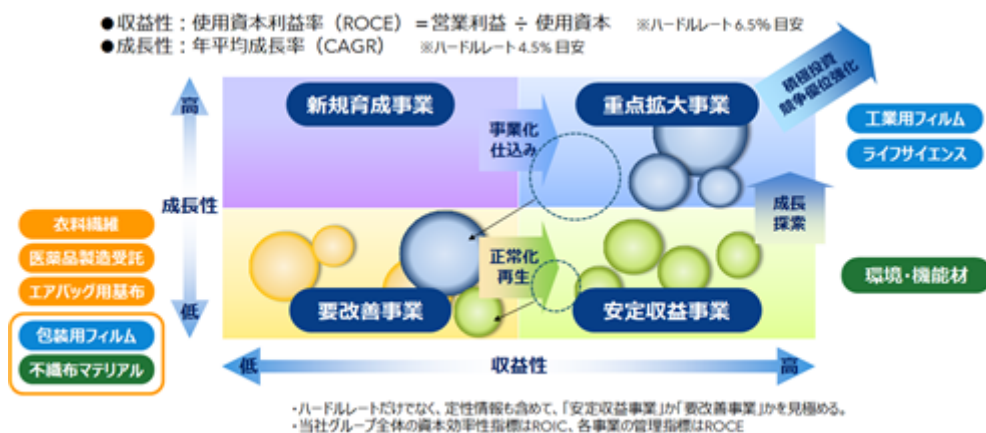 ●収益性：使用資本利益率（ROCE）＝営業利益 ÷ 使用資本 ※ハードルレート6.5%目安
●成長性：年平均成長率（CAGR） ※ハードルレート4.5%目安
高
成長性
低
新規育成事業
重点拡大事業
事業化
仕込み
積極投資
競争優位強化
工業用フィルム
ライフサイエンス
成長
探索
衣料繊維
医薬品製造受託
エアバッグ用基布
包装用フィルム
不織布マテリアル
正常化
再生
要改善事業
安定収益事業
環境・機能材
低
収益性
高
・ハードルレートだけでなく、定性情報も含めて、「安定収益事業」か「要改善事業」かを見極める。
・当社グループ全体の資本効率性指標はROIC、各事業の管理指標はROCE